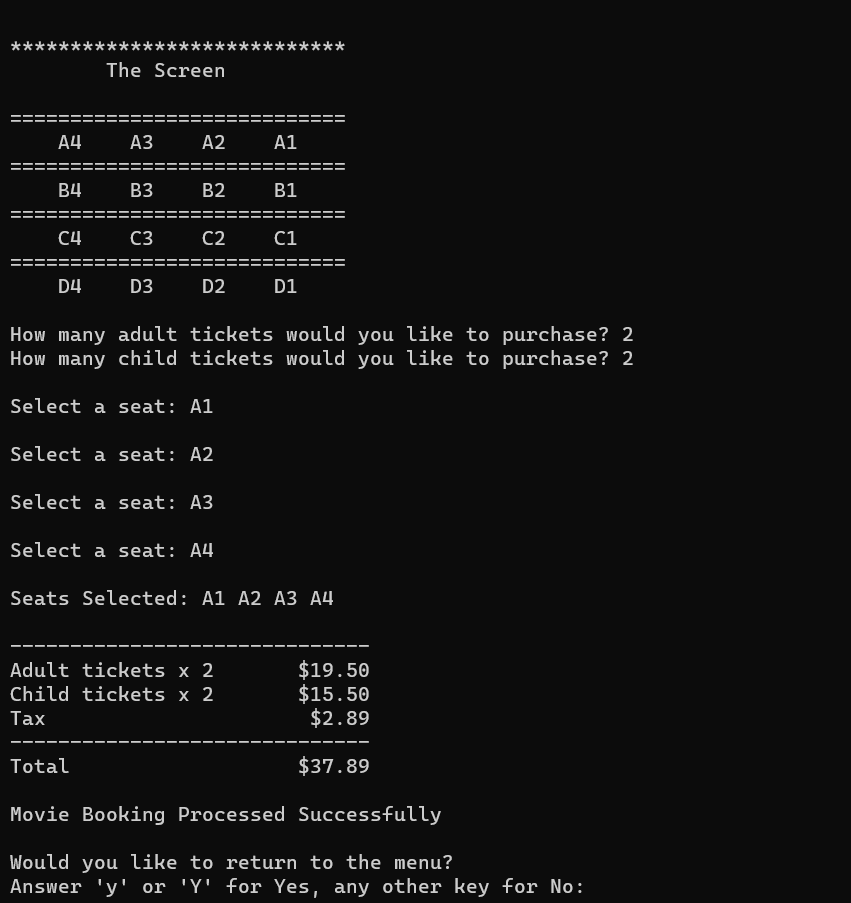 ****************************
The Screen
============================
A4 A3 A2 A1
============================
B4 B3 B2 B1
============================
C4 C3 C2 C1
============================
D4 D3 D2 D1
How many adult tickets would you like to purchase? 2
How many child tickets would you like to purchase? 2
Select a seat: A1
Select a seat: A2
Select a seat: A3
Select a seat: A4
Seats Selected: A1 A2 A3 A4
------------------------------
Adult tickets x 2 $19.50
Child tickets x 2 $15.50
Tax $2.89
------------------------------
Total $37.89
Movie Booking Processed Successfully
Would you like to return to the menu?
Answer 'y' or 'Y' for Yes, any other key for No: